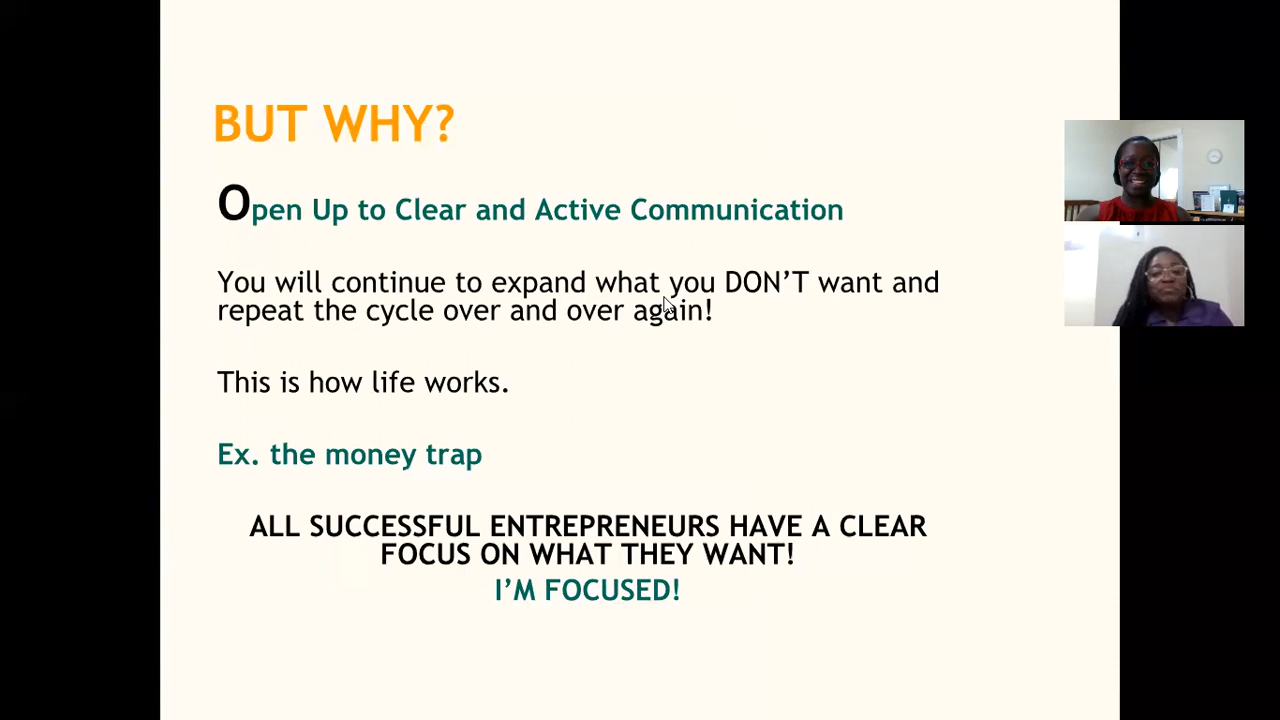 BUT WHY?
Open Up to Clear and Active Communication
You will continue to expand what you DON’T want and
repeat the cycle over and over again!
This is how life works.
Ex. the money trap
ALL SUCCESSFUL ENTREPRENEURS HAVE A CLEAR
FOCUS ON WHAT THEY WANT!
I’M FOCUSED!